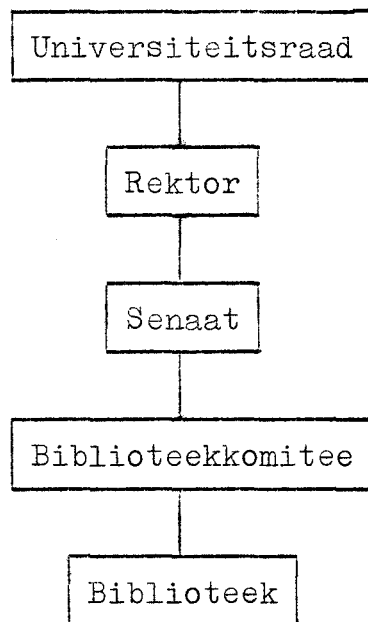 Universiteitsraad
Rektor
Senaat
Biblioteekkomitee
Biblioteek